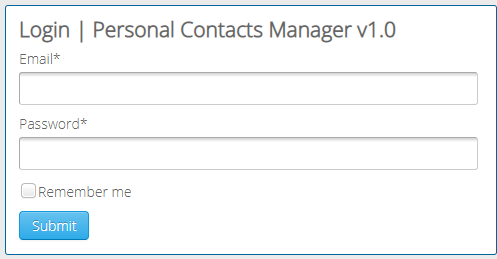 Login | Personal Contacts Manager v1.0
Email*
Password*
Remember me
Submit